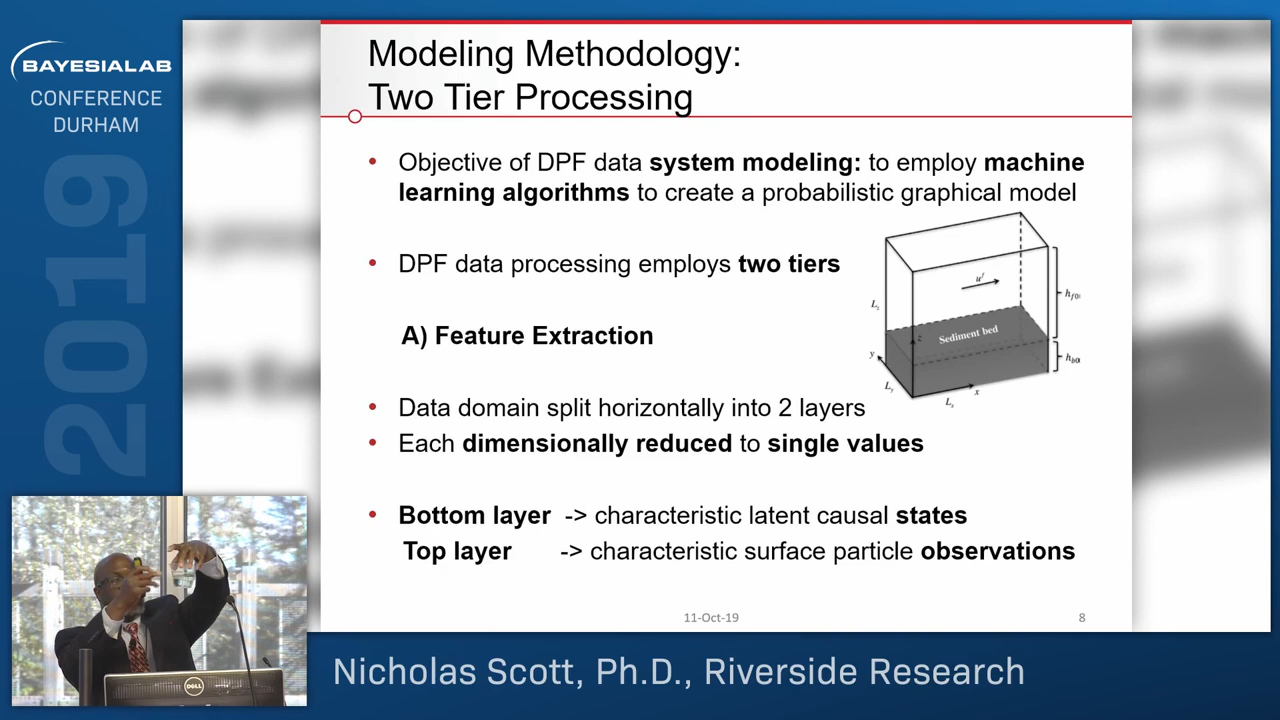 BAYESIALAB
CONFERENCE
DURHAM
2019
Modeling Methodology:
Two Tier Processing
• Objective of DPF data system modeling: to employ machine
learning algorithms to create a probabilistic graphical model
• DPF data processing employs two tiers
A) Feature Extraction
• Data domain split horizontally into 2 layers
• Each dimensionally reduced to single values
• Bottom layer -> characteristic latent causal states
Top layer -> characteristic surface particle observations
Sediment bed
z
y
x
11-Oct-19
8
DELL
Nicholas Scott, Ph.D., Riverside Research